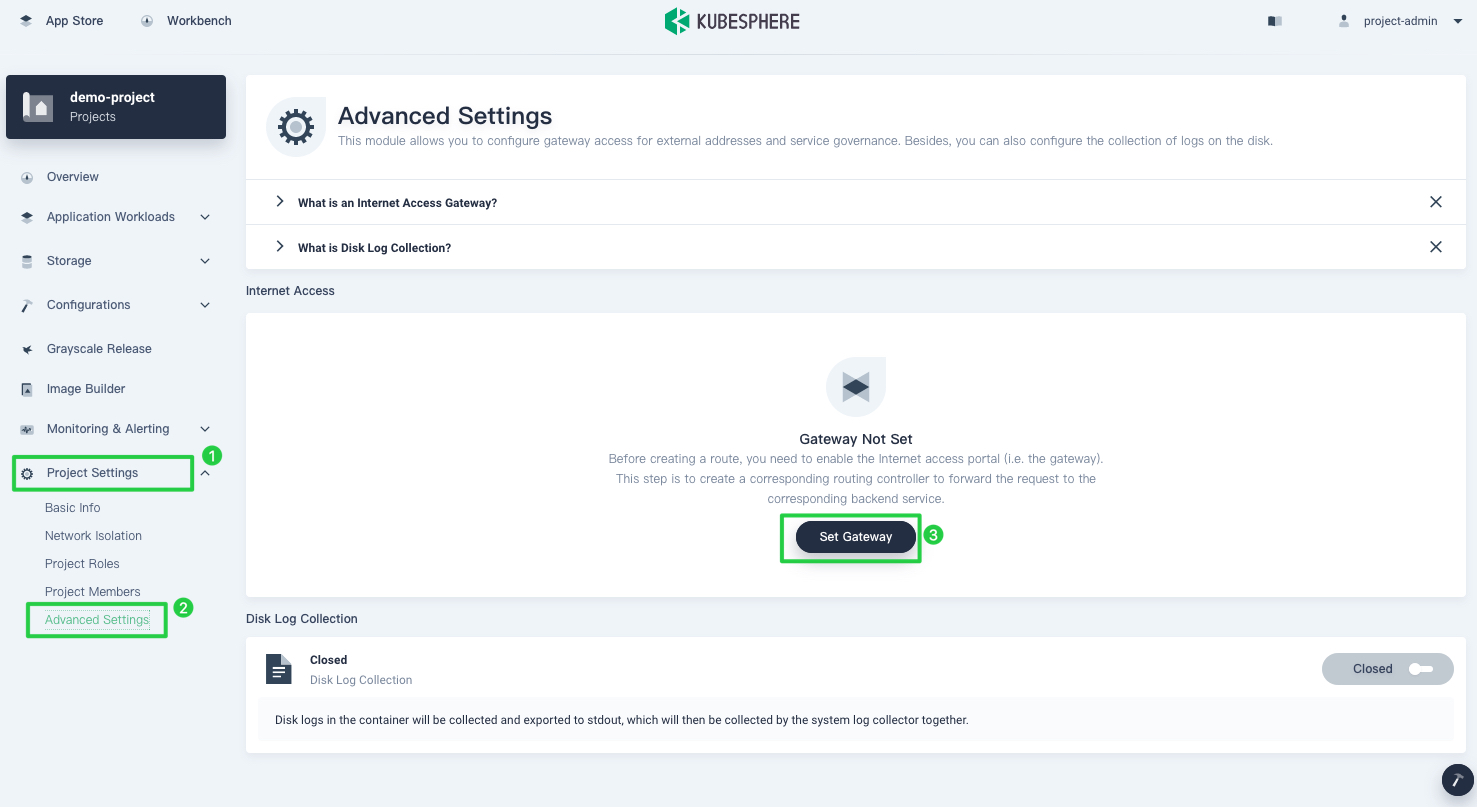 App Store
Workbench
KUBESPHERE
project-admin
demo-project
Projects
Overview
Application Workloads
Storage
Configurations
Grayscale Release
Image Builder
Monitoring & Alerting
1
Project Settings
Basic Info
Network Isolation
Project Roles
Project Members
2
Advanced Settings
Advanced Settings
This module allows you to configure gateway access for external addresses and service governance. Besides, you can also configure the collection of logs on the disk.
What is an Internet Access Gateway?
What is Disk Log Collection?
Internet Access
Gateway Not Set
Before creating a route, you need to enable the Internet access portal (i.e. the gateway).
This step is to create a corresponding routing controller to forward the request to the
corresponding backend service.
Set Gateway
3
Disk Log Collection
Closed
Disk Log Collection
Closed
Disk logs in the container will be collected and exported to stdout, which will then be collected by the system log collector together.